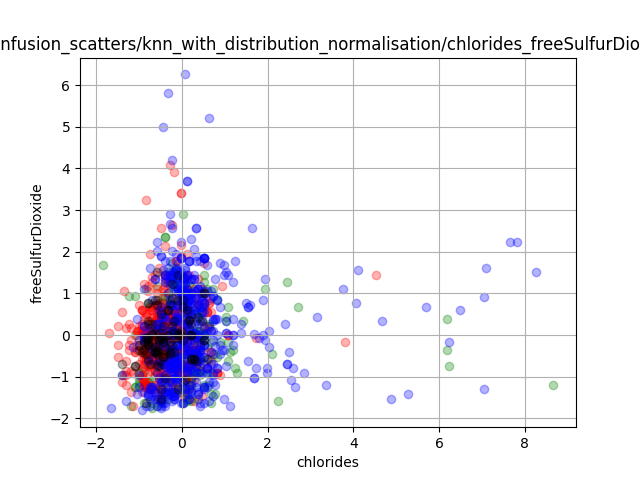 nfusion_scatters/knn_with_distribution_normalisation/chlorides_freeSulfurDio
6
5
4
3
2
1
0
−1
−2
freeSulfurDioxide
−2 0 2 4 6 8
chlorides